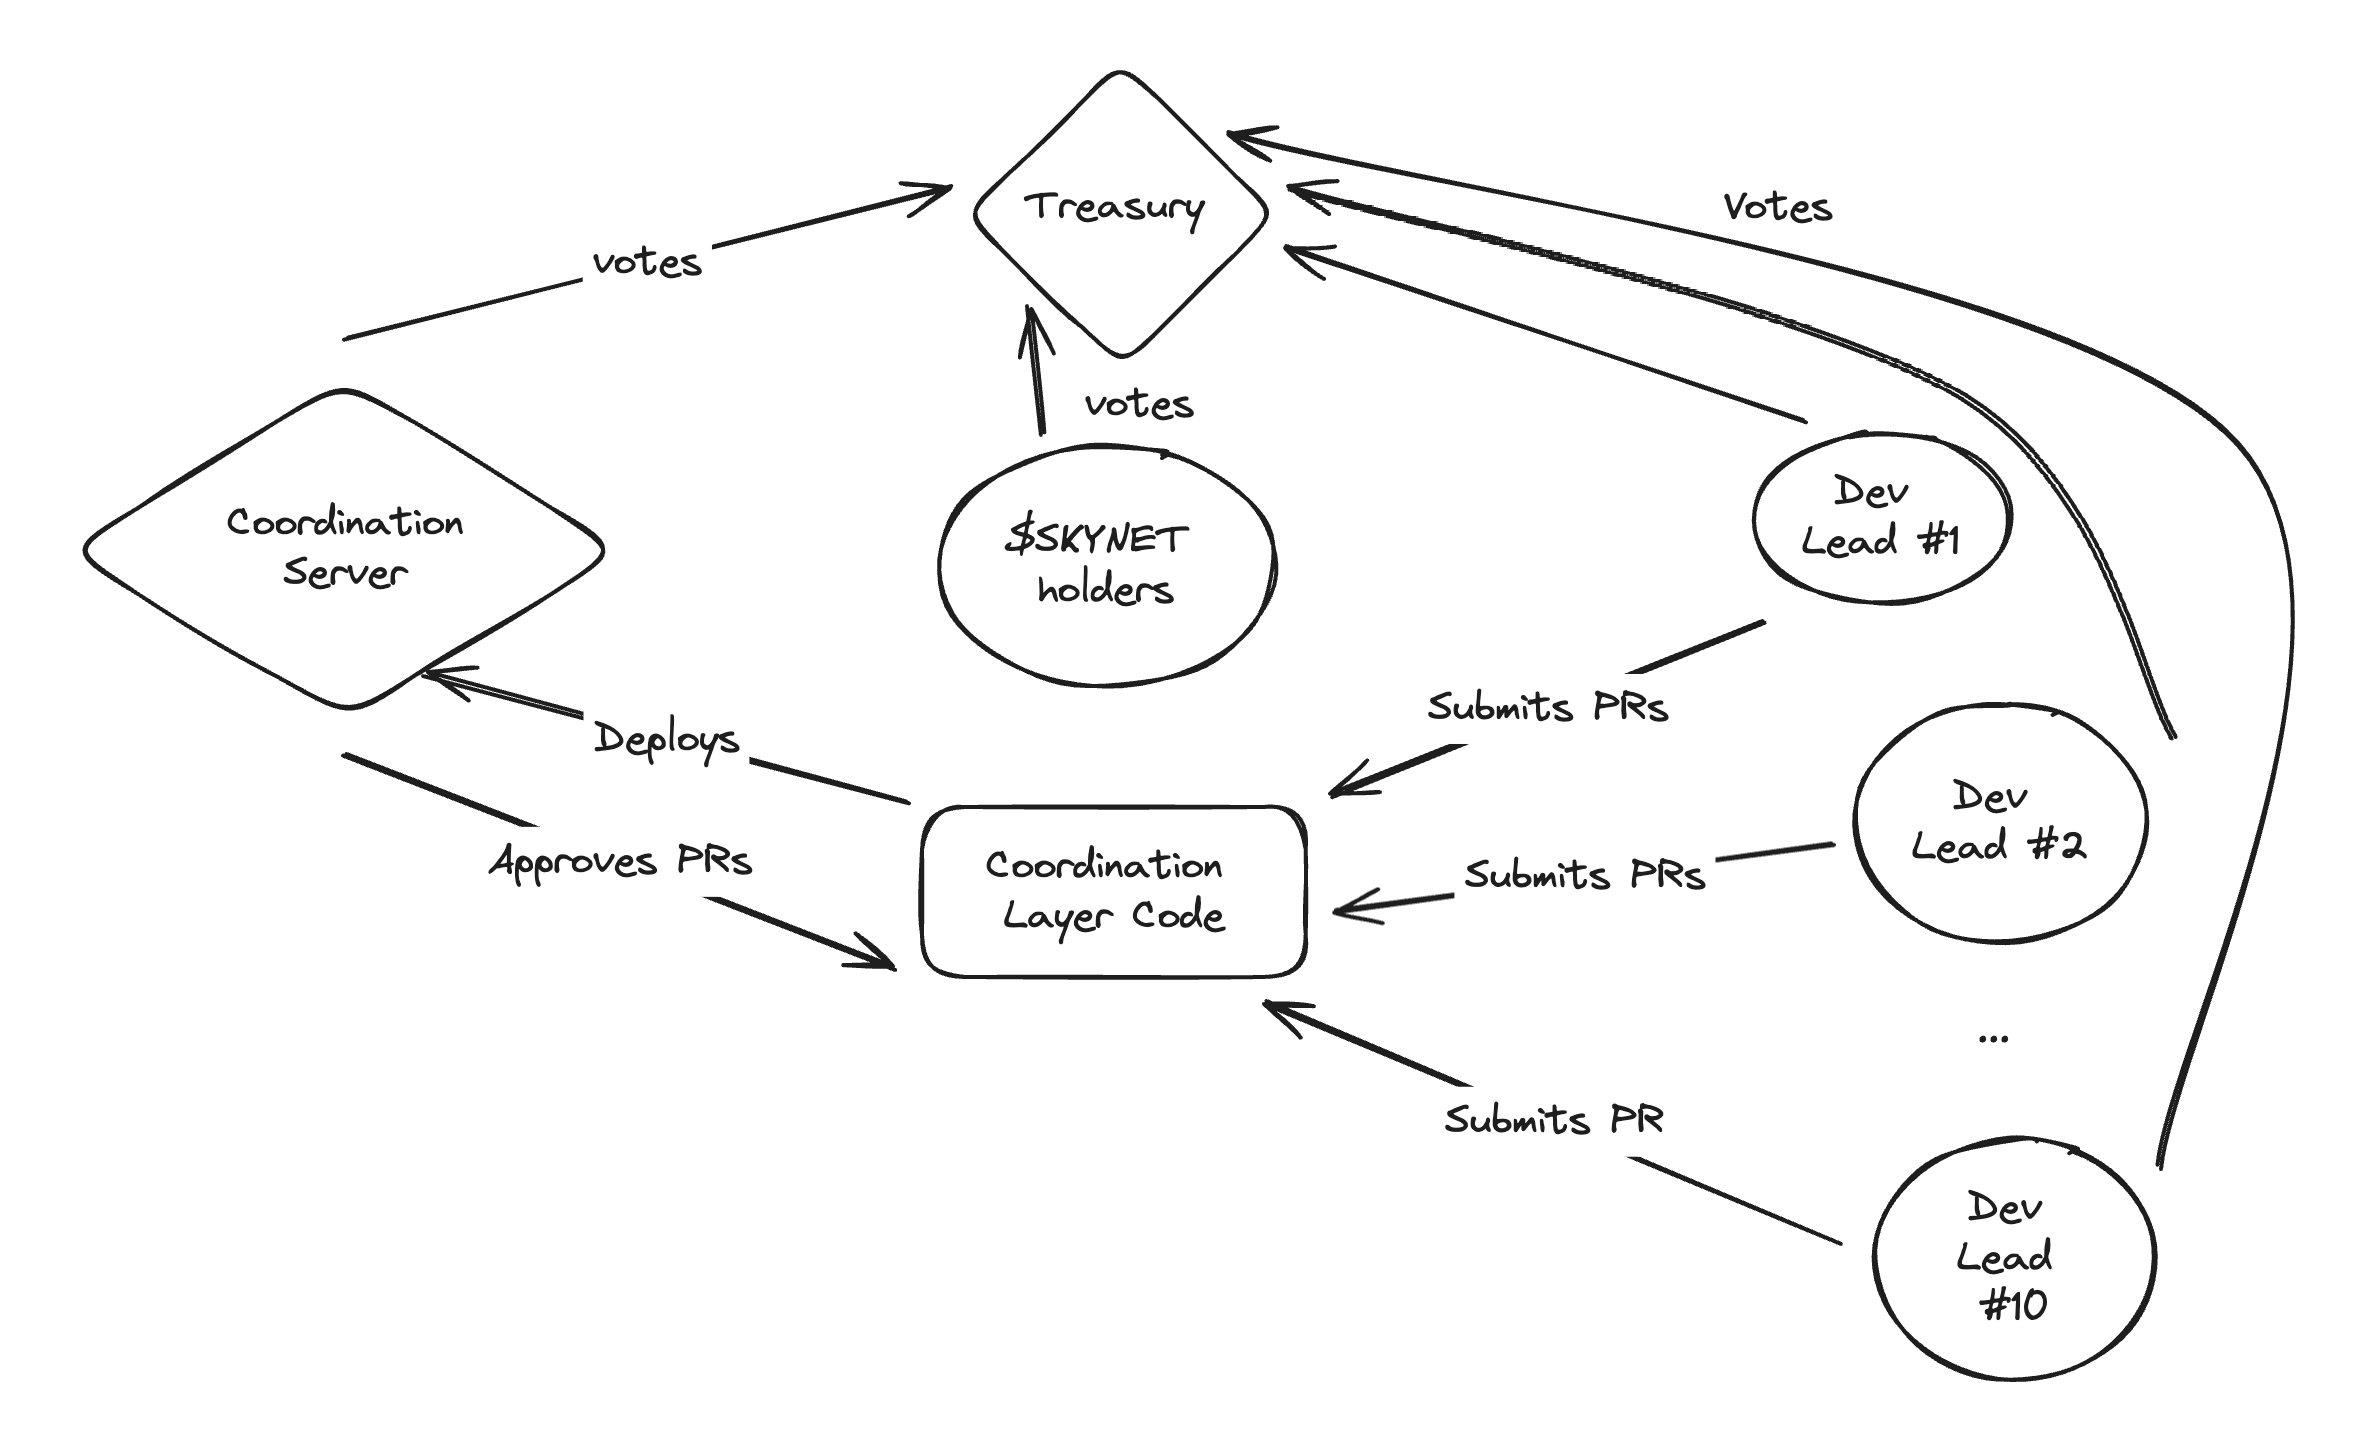 Treasury
Votes
votes
votes
Coordination
Server
$SKYNET
holders
Dev
Lead #1
Submits PRs
Deploys
Dev
Lead #2
Approves PRs
Coordination
Layer Code
Submits PRs
...
Submits PR
Dev
Lead
#10